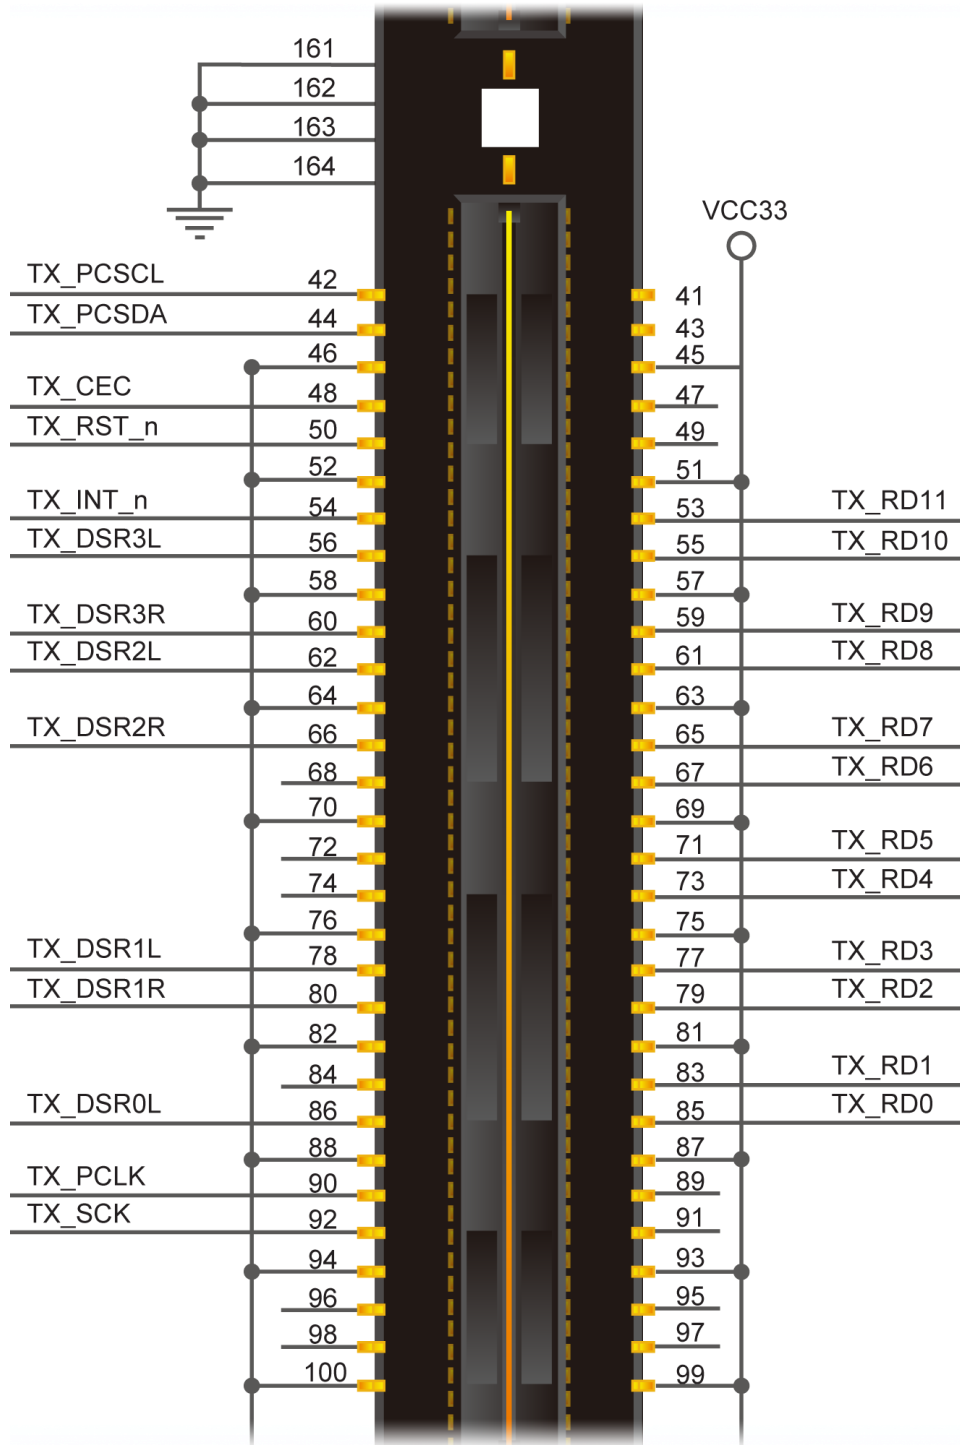 161
162
163
164
VCC33
TX_PCSCL 42 41
TX_PCSDA 44 43
46 45
TX_CEC 48 47
TX_RST_n 50 49
52 51
TX_INT_n 54 53 TX_RD11
TX_DSR3L 56 55 TX_RD10
58 57
TX_DSR3R 60 59 TX_RD9
TX_DSR2L 62 61 TX_RD8
64 63
TX_DSR2R 66 65 TX_RD7
68 67 TX_RD6
70 69
72 71 TX_RD5
74 73 TX_RD4
76 75
TX_DSR1L 78 77 TX_RD3
TX_DSR1R 80 79 TX_RD2
82 81
84 83 TX_RD1
TX_DSR0L 86 85 TX_RD0
88 87
TX_PCLK 90 89
TX_SCK 92 91
94 93
96 95
98 97
100 99